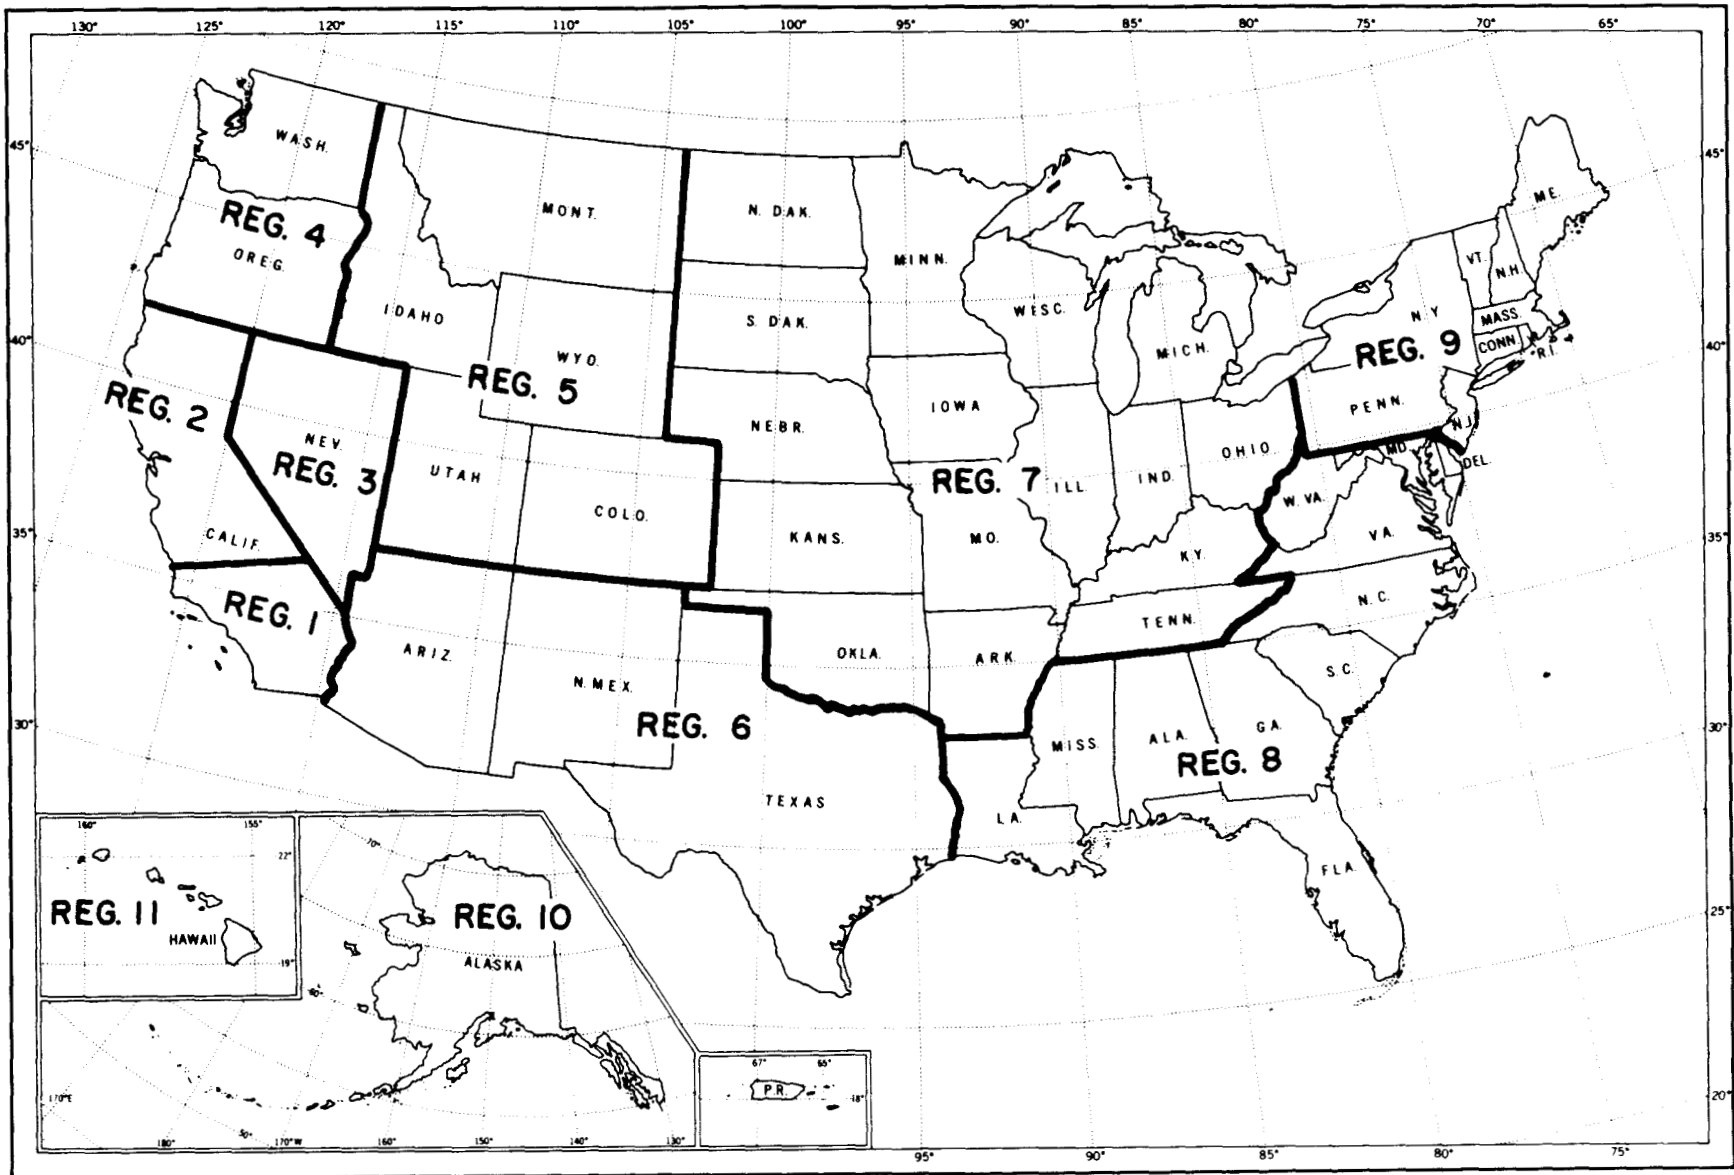 130° 125° 120° 115° 110° 105° 100° 95° 90° 85° 80° 75° 70° 65°
45° 45°
40° 40°
35° 35°
30° 30°
25°
20°
WASH.
REG. 4
OREG.
MONT.
IDAHO
WYO.
REG. 5
UTAH
COLO.
REG. 2
CALIF.
NEV.
REG. 3
REG. 1
ARIZ.
N. MEX.
REG. 6
TEXAS
N. DAK.
S. DAK.
NEBR.
KANS.
OKLA.
MINN.
IOWA
REG. 7
MO.
ARK.
WISC.
ILL.
MICH.
IND.
OHIO
KY.
TENN.
LA.
MISS.
ALA.
GA.
REG. 8
FLA.
S.C.
N.C.
VA.
W. VA.
MD.
DEL.
N.J.
PENN.
REG. 9
N.Y.
VT.
N.H.
ME.
MASS.
CONN.
R.I.
160° 155°
22°
REG. 11
HAWAII
19°
70°
REG. 10
ALASKA
60°
170°E
180° 50° 170°W 160° 150° 140° 130°
67° 65°
P.R.
18°
95° 90° 85° 80°